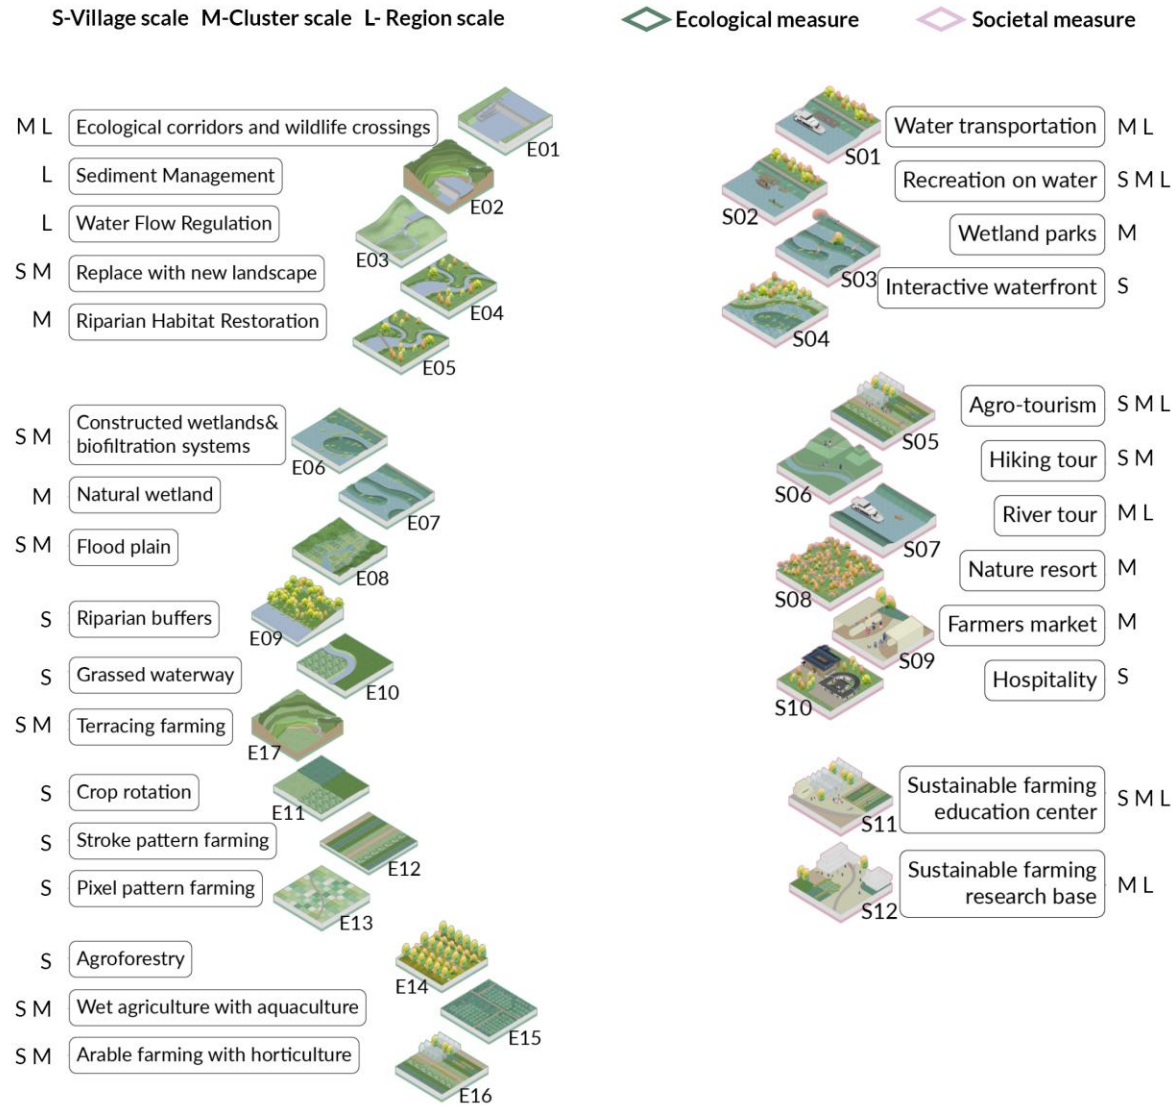 S-Village scale M-Cluster scale L- Region scale
Ecological measure
Societal measure
M L Ecological corridors and wildlife crossings E01
L Sediment Management E02
L Water Flow Regulation E03
S M Replace with new landscape E04
M Riparian Habitat Restoration E05
S M Constructed wetlands&
biofiltration systems E06
M Natural wetland E07
S M Flood plain E08
S Riparian buffers E09
S Grassed waterway E10
S M Terracing farming E17
S Crop rotation E11
S Stroke pattern farming E12
S Pixel pattern farming E13
S Agroforestry E14
S M Wet agriculture with aquaculture E15
S M Arable farming with horticulture E16
S01 Water transportation M L
S02 Recreation on water S M L
S03 Wetland parks M
S04 Interactive waterfront S
S05 Agro-tourism S M L
S06 Hiking tour S M
S07 River tour M L
S08 Nature resort M
S09 Farmers market M
S10 Hospitality S
S11 Sustainable farming
education center S M L
S12 Sustainable farming
research base M L